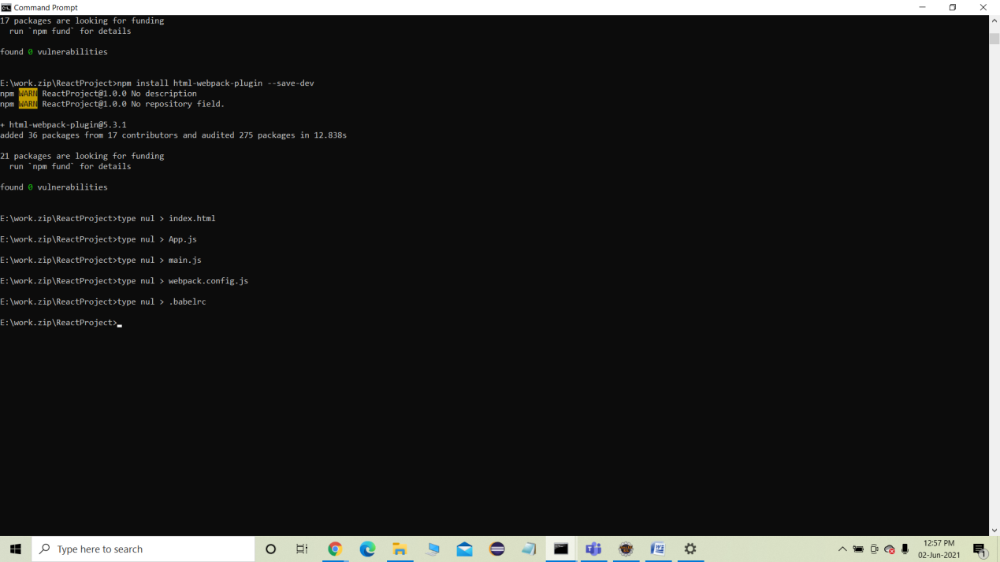 Command Prompt
17 packages are looking for funding
  run `npm fund` for details
found 0 vulnerabilities
E:\work.zip\ReactProject>npm install html-webpack-plugin --save-dev
npm WARN ReactProject@1.0.0 No description
npm WARN ReactProject@1.0.0 No repository field.
+ html-webpack-plugin@5.3.1
added 36 packages from 17 contributors and audited 275 packages in 12.838s
21 packages are looking for funding
  run `npm fund` for details
found 0 vulnerabilities
E:\work.zip\ReactProject>type nul > index.html
E:\work.zip\ReactProject>type nul > App.js
E:\work.zip\ReactProject>type nul > main.js
E:\work.zip\ReactProject>type nul > webpack.config.js
E:\work.zip\ReactProject>type nul > .babelrc
E:\work.zip\ReactProject>
Type here to search
12:57 PM
02-Jun-2021
1